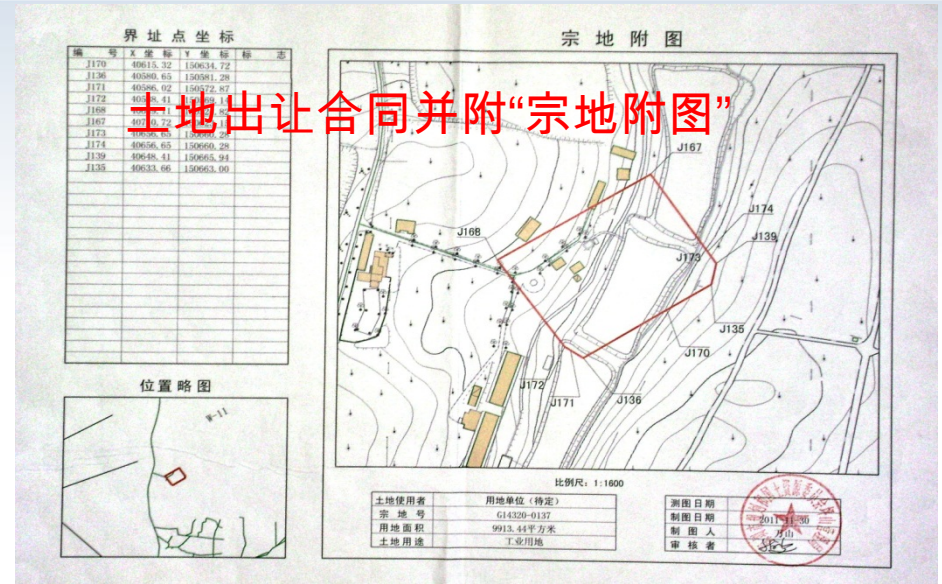 界址点坐标
编号 X坐标 Y坐标 标志
J170 40615.32 150634.72
J136 40580.65 150581.28
J171 40586.02 150572.87
J172
J168
J167
J173 40656.65 150660.28
J174 40656.65 150660.28
J139 40648.41 150665.94
J135 40633.66 150663.00
土地出让合同并附“宗地附图”
宗地附图
J167
J174
J168
J139
J173
J135
J170
J172
J171
J136
位置略图
W-11
比例尺：1:1600
土地使用者 用地单位（待定）
宗地号 G14320-0137
用地面积 9913.44平方米
土地用途 工业用地
测图日期
制图日期 2011-11-30
制图人
审核者